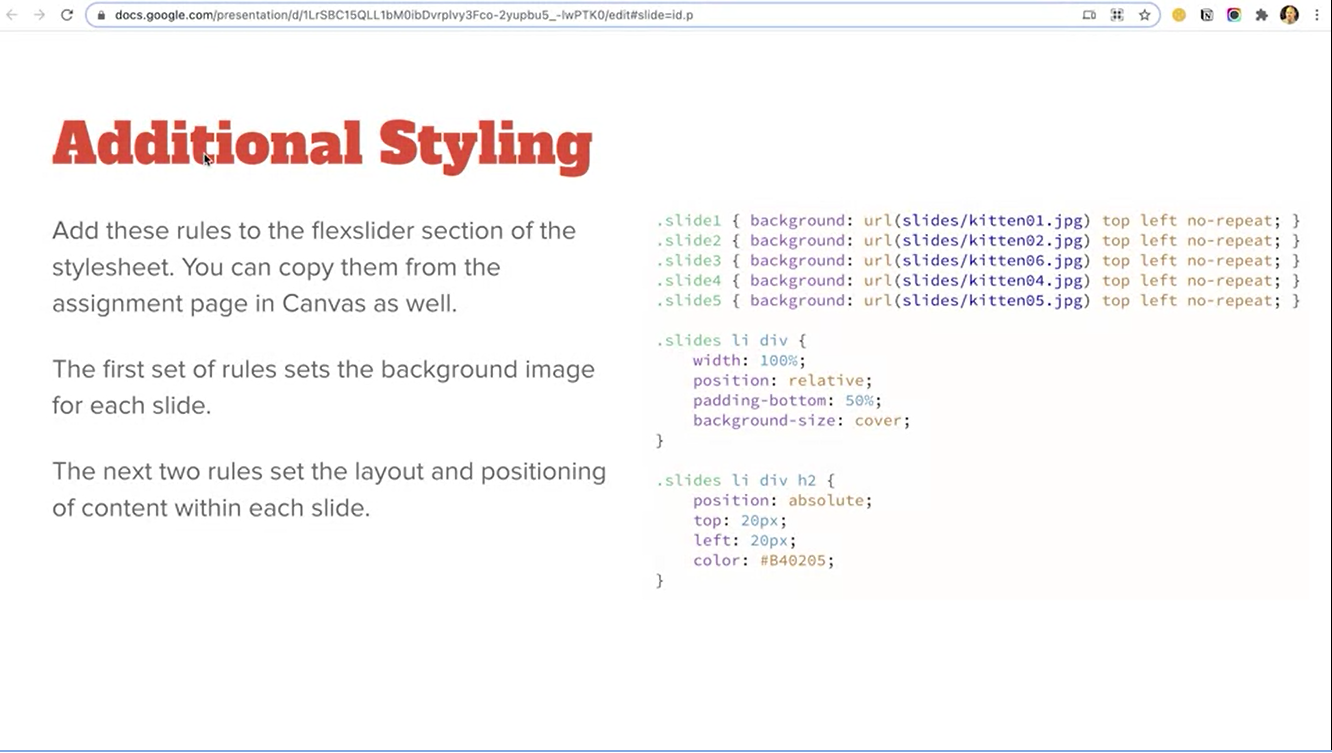 docs.google.com/presentation/d/1LrSBC15QLL1bM0ibDvrplvy3Fco-2yupbu5_-lwPTK0/edit#slide=id.p
Additional Styling
Add these rules to the flexslider section of the
stylesheet. You can copy them from the
assignment page in Canvas as well.
The first set of rules sets the background image
for each slide.
The next two rules set the layout and positioning
of content within each slide.
.slide1 { background: url(slides/kitten01.jpg) top left no-repeat; }
.slide2 { background: url(slides/kitten02.jpg) top left no-repeat; }
.slide3 { background: url(slides/kitten06.jpg) top left no-repeat; }
.slide4 { background: url(slides/kitten04.jpg) top left no-repeat; }
.slide5 { background: url(slides/kitten05.jpg) top left no-repeat; }
.slides li div {
width: 100%;
position: relative;
padding-bottom: 50%;
background-size: cover;
}
.slides li div h2 {
position: absolute;
top: 20px;
left: 20px;
color: #B40205;
}